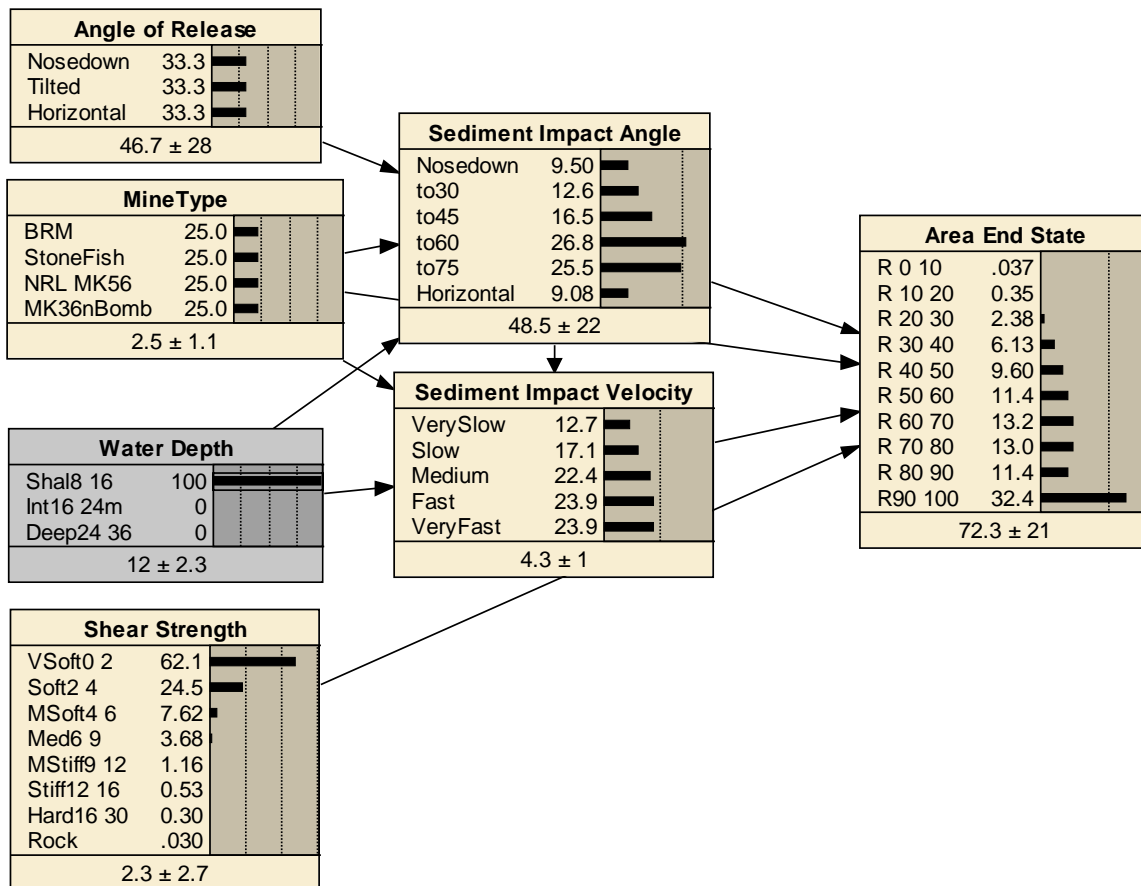 Angle of Release
Nosedown 33.3
Tilted 33.3
Horizontal 33.3
46.7 ± 28
MineType
BRM 25.0
StoneFish 25.0
NRL MK56 25.0
MK36nBomb 25.0
2.5 ± 1.1
Water Depth
Shal8 16 100
Int16 24m 0
Deep24 36 0
12 ± 2.3
Shear Strength
VSoft0 2 62.1
Soft2 4 24.5
MSoft4 6 7.62
Med6 9 3.68
MStiff9 12 1.16
Stiff12 16 0.53
Hard16 30 0.30
Rock .030
2.3 ± 2.7
Sediment Impact Angle
Nosedown 9.50
to30 12.6
to45 16.5
to60 26.8
to75 25.5
Horizontal 9.08
48.5 ± 22
Sediment Impact Velocity
VerySlow 12.7
Slow 17.1
Medium 22.4
Fast 23.9
VeryFast 23.9
4.3 ± 1
Area End State
R 0 10 .037
R 10 20 0.35
R 20 30 2.38
R 30 40 6.13
R 40 50 9.60
R 50 60 11.4
R 60 70 13.2
R 70 80 13.0
R 80 90 11.4
R90 100 32.4
72.3 ± 21